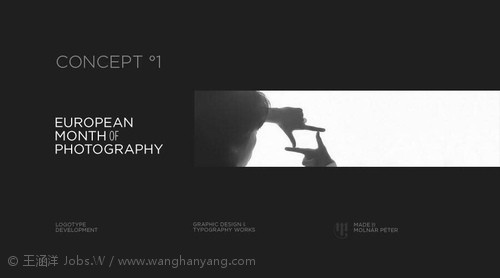 CONCEPT °1
EUROPEAN
MONTH OF
PHOTOGRAPHY
LOGOTYPE
DEVELOPMENT
GRAPHIC DESIGN &
TYPOGRAPHY WORKS
MADE BY
MOLNAR PETER
© 王涵洋 Jobs.W / www.wanghanyang.com